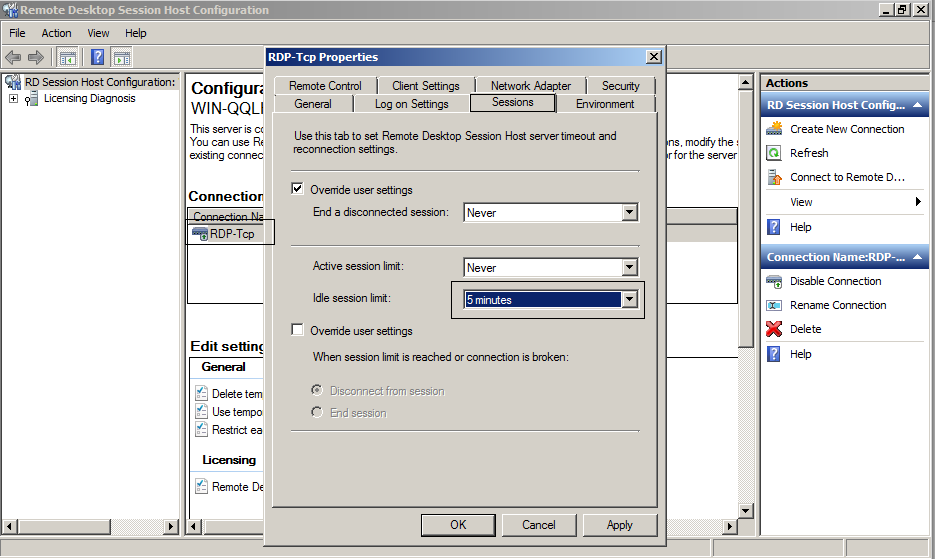 Remote Desktop Session Host Configuration
File Action View Help
RD Session Host Configuration:
Licensing Diagnosis
WIN-QQLI
This server is co
You can use Re
existing connec
ns, modify the
or for the server
Connection
Connection Na
RDP-Tcp
Edit setting
General
Delete tem
Use tempo
Restrict ea
Licensing
Remote De
RDP-Tcp Properties
Remote Control Client Settings Network Adapter Security
General Log on Settings Sessions Environment
Use this tab to set Remote Desktop Session Host server timeout and
reconnection settings.
Override user settings
End a disconnected session: Never
Active session limit: Never
Idle session limit: 5 minutes
Override user settings
When session limit is reached or connection is broken:
Disconnect from session
End session
OK Cancel Apply
Actions
RD Session Host Config...
Create New Connection
Refresh
Connect to Remote D...
View
Help
Connection Name:RDP-...
Disable Connection
Rename Connection
Delete
Help